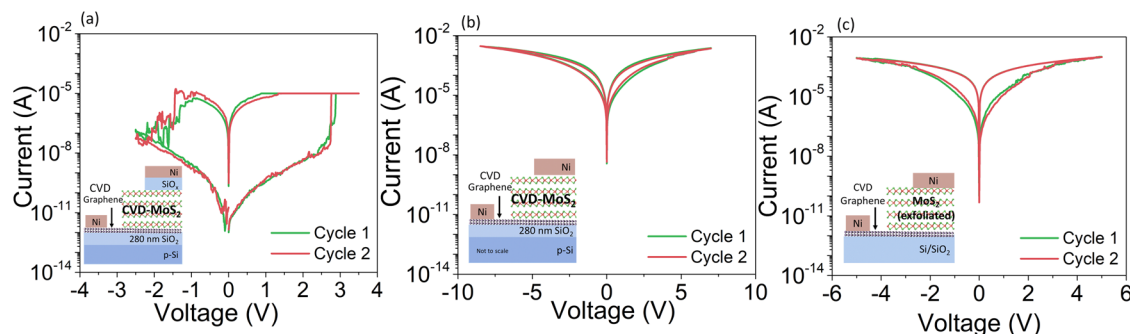 (a)
Current (A)
10⁻²
10⁻⁵
10⁻⁸
10⁻¹¹
10⁻¹⁴
Ni
SiOₓ
CVD
Graphene
CVD-MoS₂
Ni
280 nm SiO₂
p-Si
Cycle 1
Cycle 2
-4 -3 -2 -1 0 1 2 3 4
Voltage (V)
(b)
Current (A)
10⁻²
10⁻⁵
10⁻⁸
10⁻¹¹
10⁻¹⁴
Ni
CVD
Graphene
CVD-MoS₂
Ni
280 nm SiO₂
Not to scale
p-Si
Cycle 1
Cycle 2
-10 -5 0 5 10
Voltage (V)
(c)
Current (A)
10⁻²
10⁻⁵
10⁻⁸
10⁻¹¹
10⁻¹⁴
Ni
CVD
Graphene
MoS₂
(exfoliated)
Ni
Si/SiO₂
Cycle 1
Cycle 2
-6 -4 -2 0 2 4 6
Voltage (V)